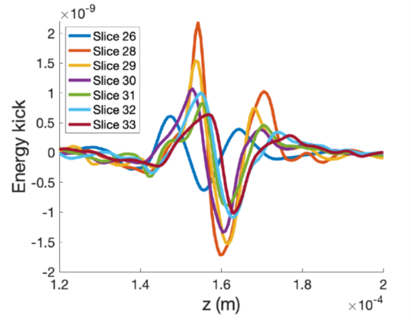 ×10⁻⁹
2
1.5
1
0.5
0
-0.5
-1
-1.5
-2
Energy kick
Slice 26
Slice 28
Slice 29
Slice 30
Slice 31
Slice 32
Slice 33
1.2 1.4 1.6 1.8 2
z (m)
×10⁻⁴